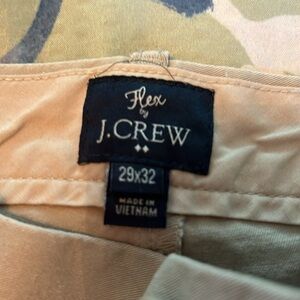 Flex
by
J.CREW
29x32
MADE IN
VIETNAM